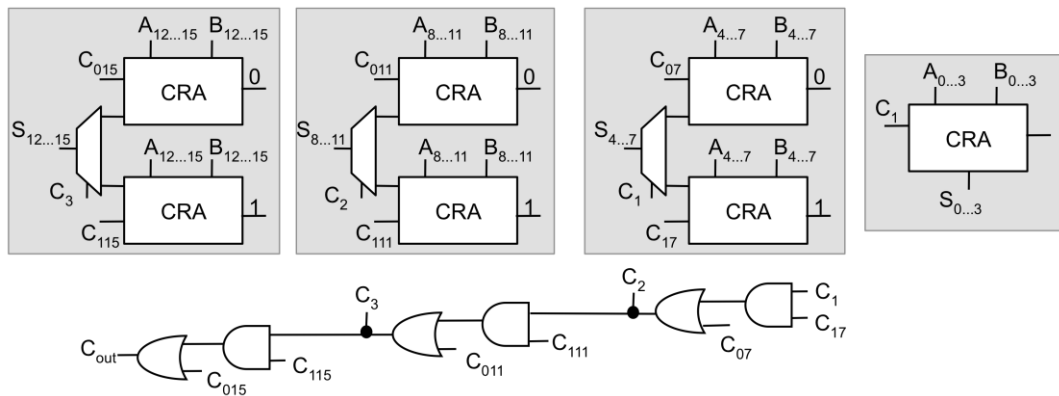 A12...15 B12...15
C015
CRA
0
S12...15
A12...15 B12...15
C3
CRA
C115
1
A8...11 B8...11
C011
CRA
0
S8...11
A8...11 B8...11
C2
CRA
C111
1
A4...7 B4...7
C07
CRA
0
S4...7
A4...7 B4...7
C1
CRA
C17
1
A0...3 B0...3
C1
CRA
S0...3
C3
C2
C1
C17
C07
C111
C011
Cout
C115
C015